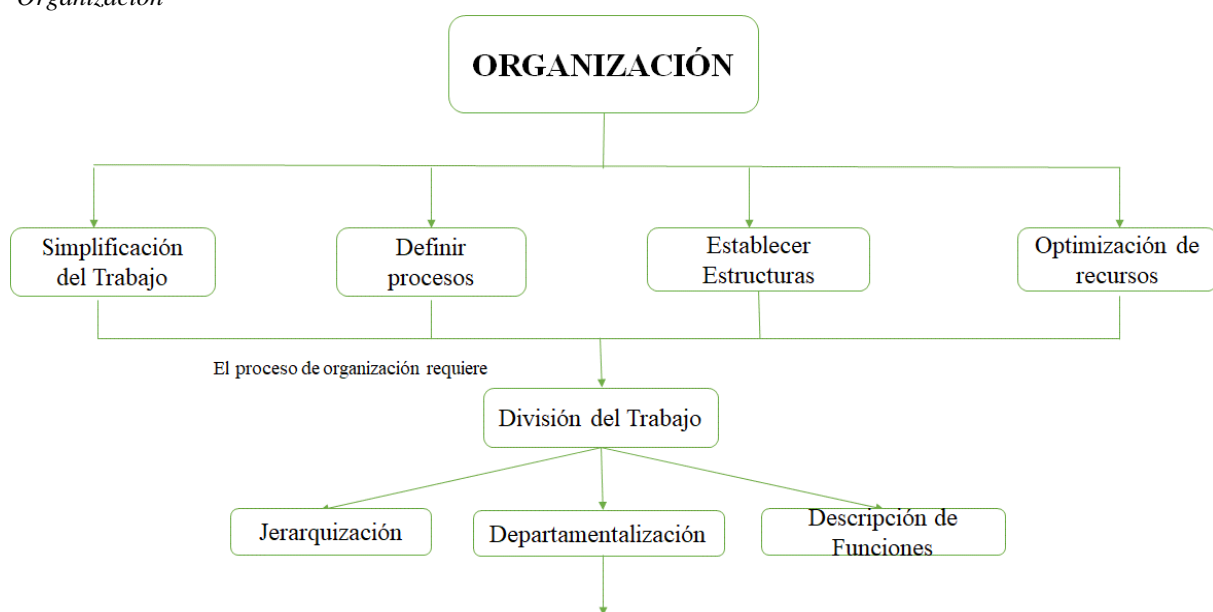 Organización
ORGANIZACIÓN
Simplificación
del Trabajo
Definir
procesos
Establecer
Estructuras
Optimización de
recursos
El proceso de organización requiere
División del Trabajo
Jerarquización
Departamentalización
Descripción de
Funciones